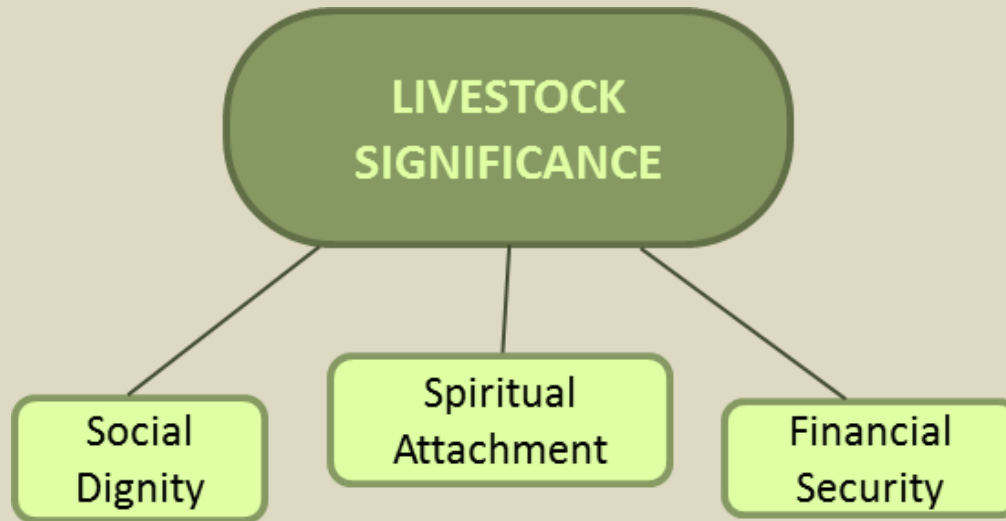 LIVESTOCK
SIGNIFICANCE
Social
Dignity
Spiritual
Attachment
Financial
Security